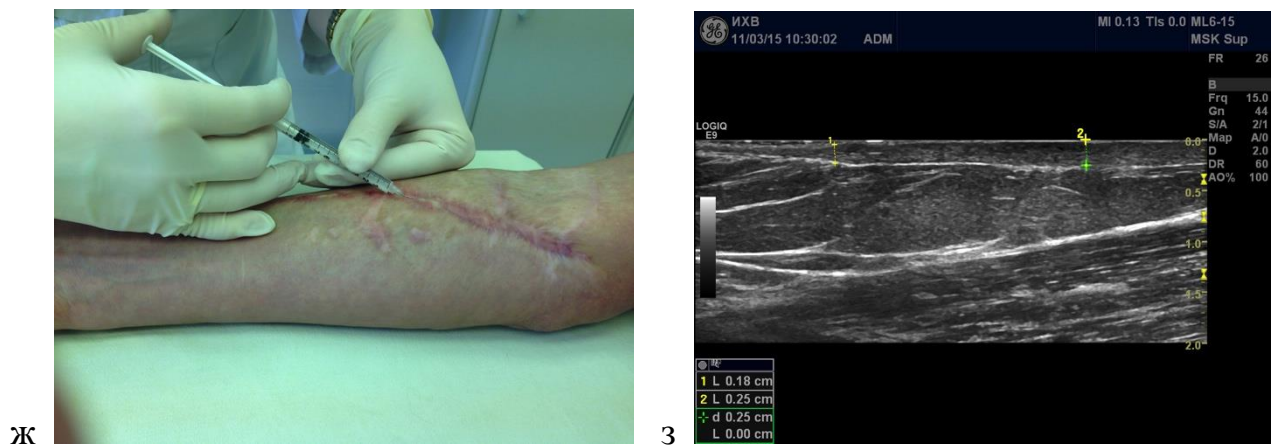 ИХВ
MI 0.13 TIs 0.0 ML6-15
11/03/15 10:30:02 ADM
MSK Sup
FR 26
B
Frq 15.0
Gn 44
S/A 2/1
Map A/0
D 2.0
DR 60
AO% 100
LOGIQ
E9
1
2
0.0
0.5
1.0
1.5
2.0
1 L 0.18 cm
2 L 0.25 cm
d 0.25 cm
L 0.00 cm
ж
з